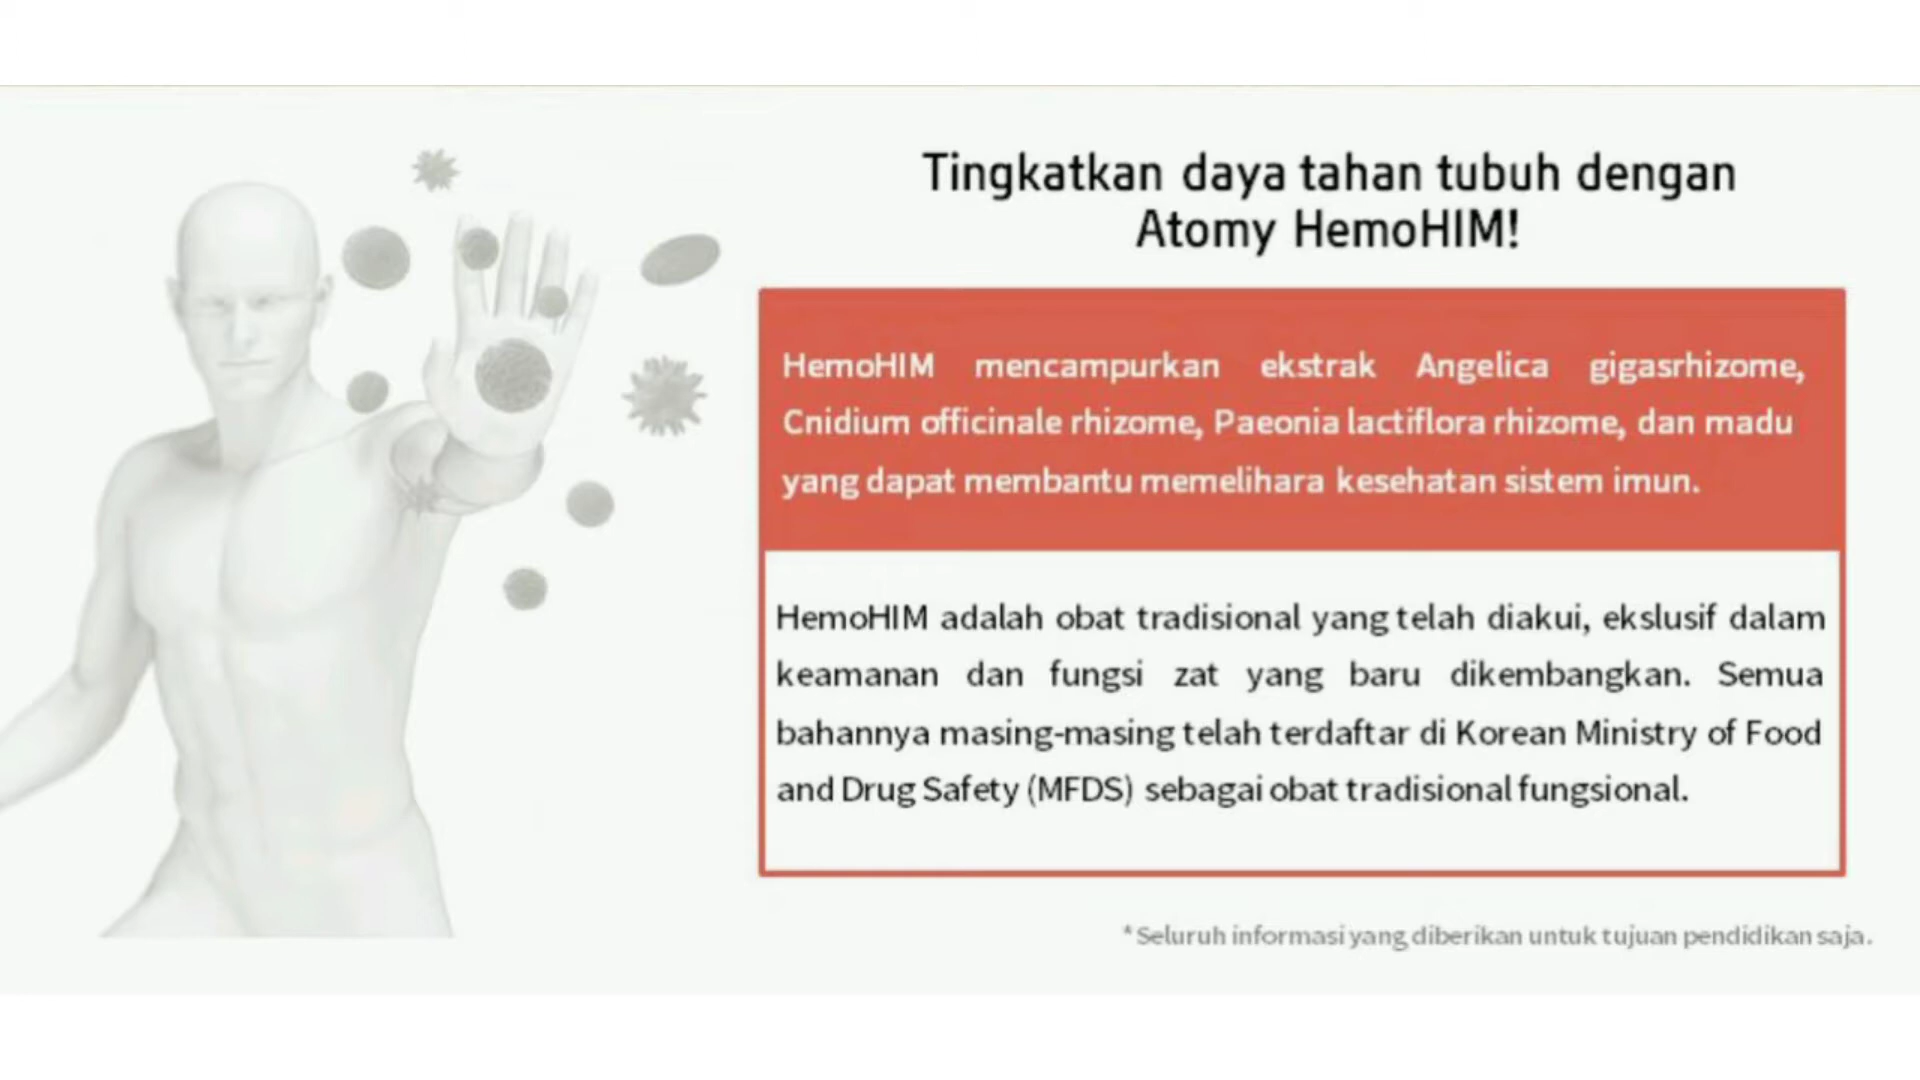 Tingkatkan daya tahan tubuh dengan
Atomy HemoHIM!
HemoHIM mencampurkan ekstrak Angelica gigasrhizome,
Cnidium officinale rhizome, Paeonia lactiflora rhizome, dan madu
yang dapat membantu memelihara kesehatan sistem imun.
HemoHIM adalah obat tradisional yang telah diakui, ekslusif dalam
keamanan dan fungsi zat yang baru dikembangkan. Semua
bahannya masing-masing telah terdaftar di Korean Ministry of Food
and Drug Safety (MFDS) sebagai obat tradisional fungsional.
*Seluruh informasi yang diberikan untuk tujuan pendidikan saja.